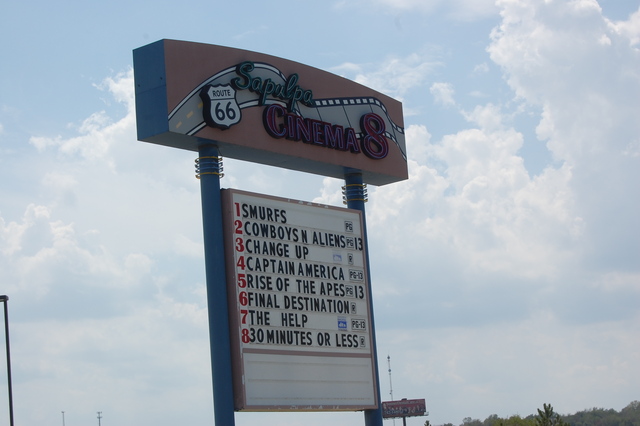 Sapulpa
ROUTE
66
CINEMA 8
1 SMURFS PG
2 COWBOYS N ALIENS PG 13
3 CHANGE UP R
4 CAPTAIN AMERICA PG-13
5 RISE OF THE APES PG 13
6 FINAL DESTINATION R
7 THE HELP PG-13
8 30 MINUTES OR LESS R